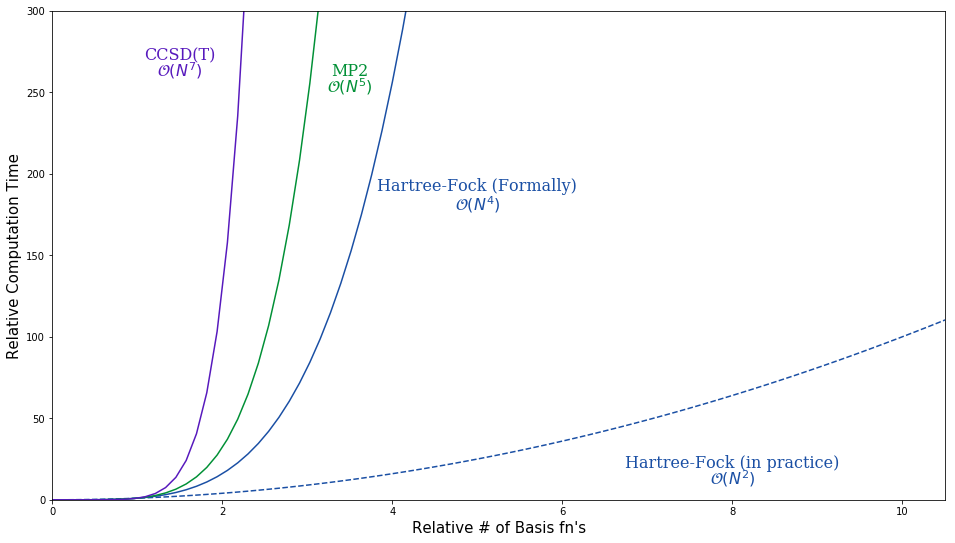 300
250
200
150
100
50
0
Relative Computation Time
CCSD(T)
𝒪(N⁷)
MP2
𝒪(N⁵)
Hartree-Fock (Formally)
𝒪(N⁴)
Hartree-Fock (in practice)
𝒪(N²)
0 2 4 6 8 10
Relative # of Basis fn's